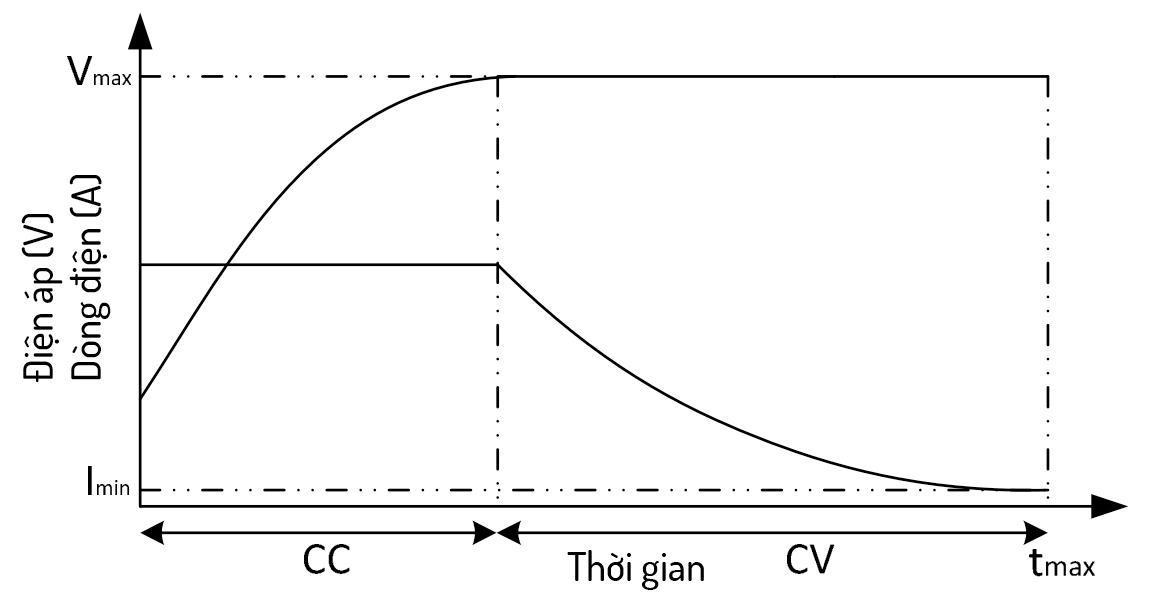 Vmax
Điện áp (V)
Dòng điện (A)
Imin
CC
Thời gian
CV
tmax